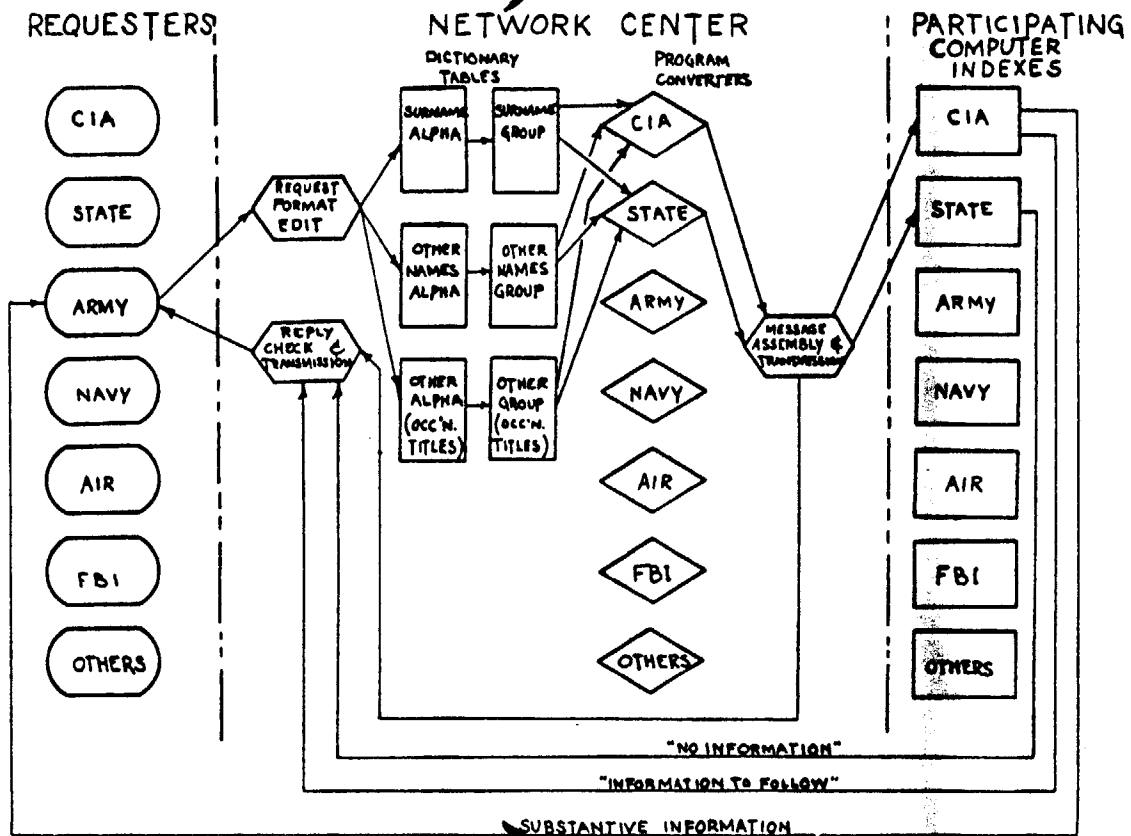 REQUESTERS
NETWORK CENTER
PARTICIPATING
COMPUTER
INDEXES
DICTIONARY
TABLES
PROGRAM
CONVERTERS
CIA
STATE
ARMY
NAVY
AIR
FBI
OTHERS
REQUEST
FORMAT
EDIT
REPLY
CHECK &
TRANSMISSION
SURNAME
ALPHA
SURNAME
GROUP
OTHER
NAMES
ALPHA
OTHER
NAMES
GROUP
OTHER
ALPHA
(OCC'N.
TITLES)
OTHER
GROUP
(OCC'N.
TITLES)
CIA
STATE
ARMY
NAVY
AIR
FBI
OTHERS
MESSAGE
ASSEMBLY &
TRANSMISSION
CIA
STATE
ARMY
NAVY
AIR
FBI
OTHERS
"NO INFORMATION"
"INFORMATION TO FOLLOW"
SUBSTANTIVE INFORMATION